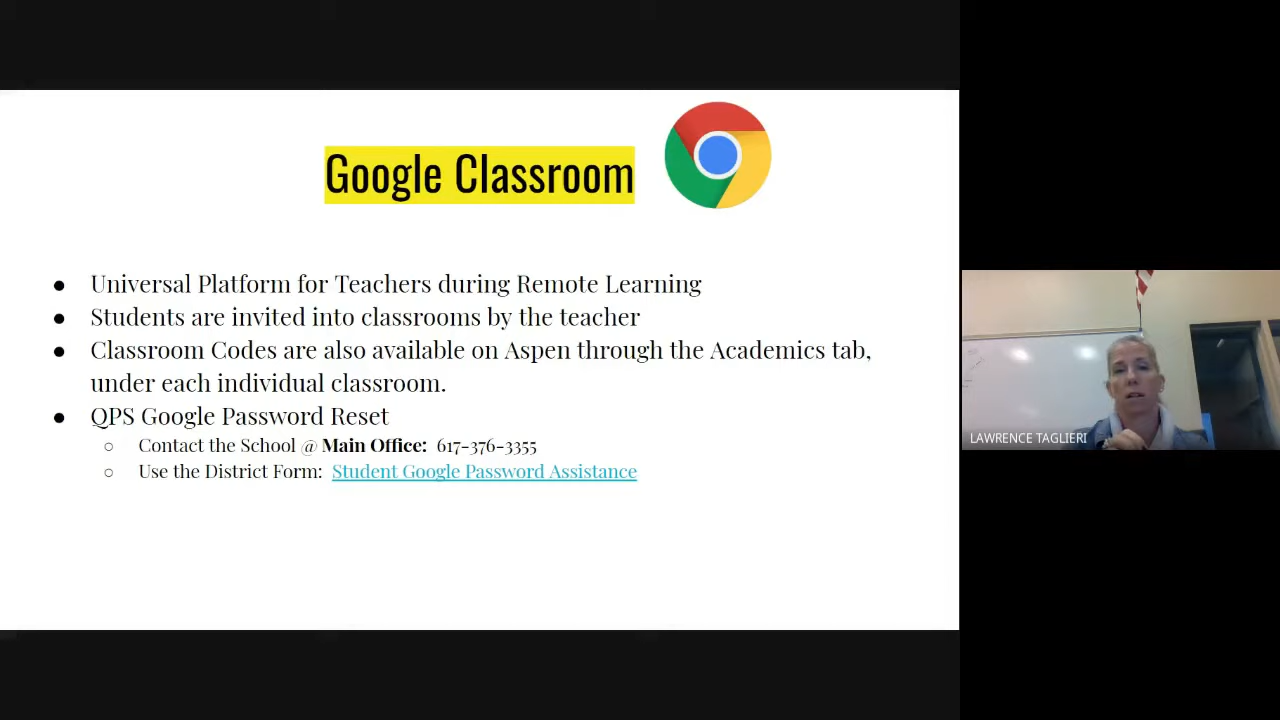 Google Classroom
● Universal Platform for Teachers during Remote Learning
● Students are invited into classrooms by the teacher
● Classroom Codes are also available on Aspen through the Academics tab,
under each individual classroom.
● QPS Google Password Reset
○ Contact the School @ Main Office: 617-376-3355
○ Use the District Form: Student Google Password Assistance
LAWRENCE TAGLIERI